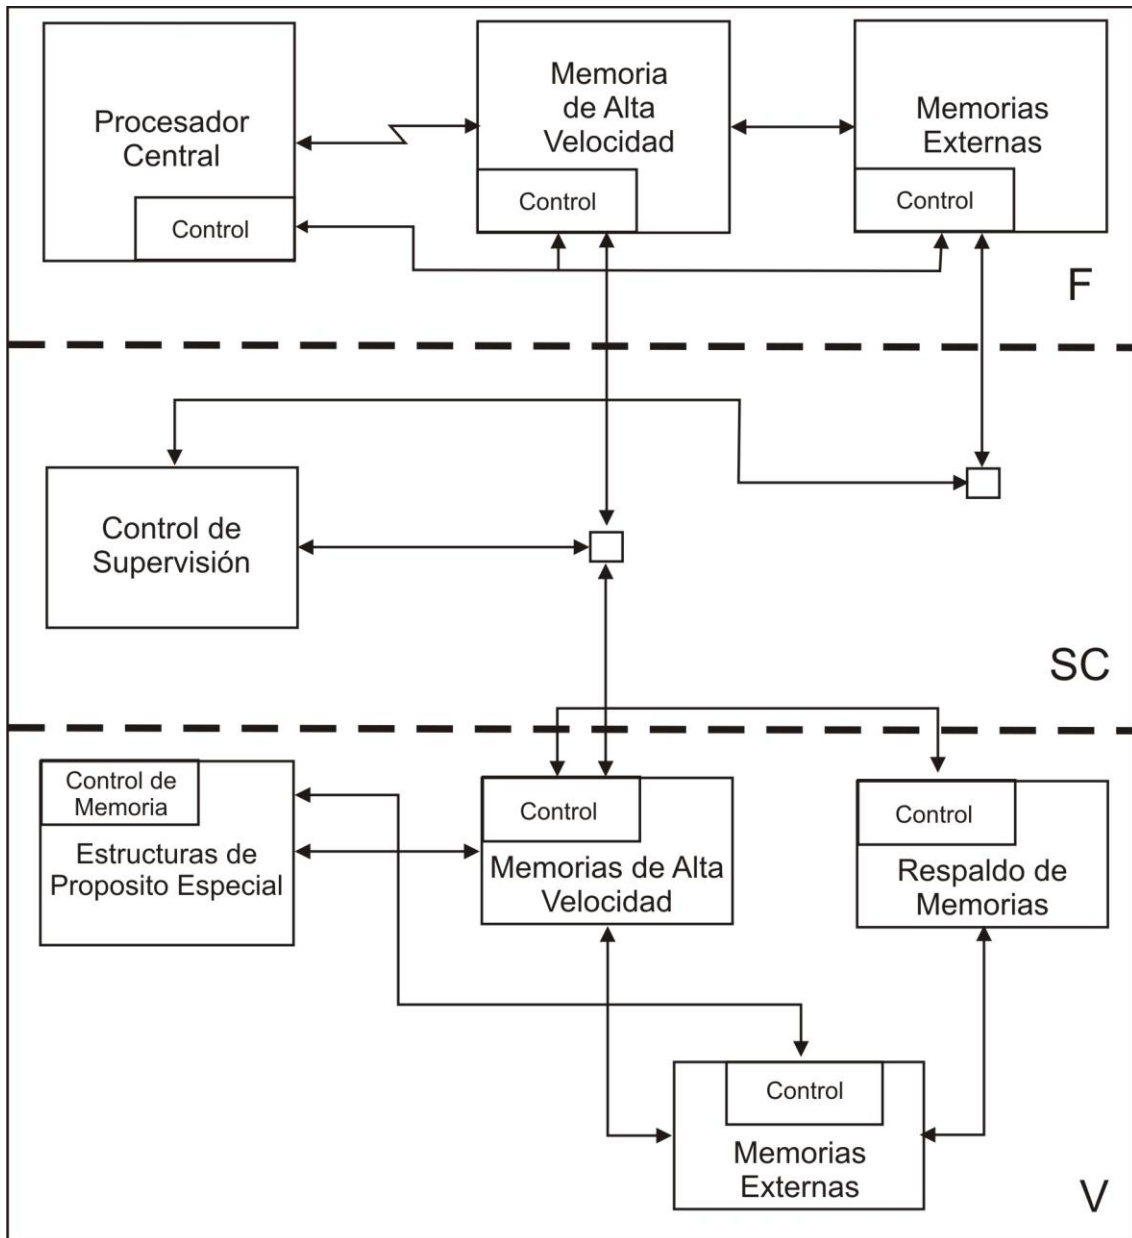 Procesador
Central
Control
Memoria
de Alta
Velocidad
Control
Memorias
Externas
Control
F
Control de
Supervisión
SC
Control de
Memoria
Estructuras de
Proposito Especial
Control
Memorias de Alta
Velocidad
Control
Respaldo de
Memorias
Control
Memorias
Externas
V